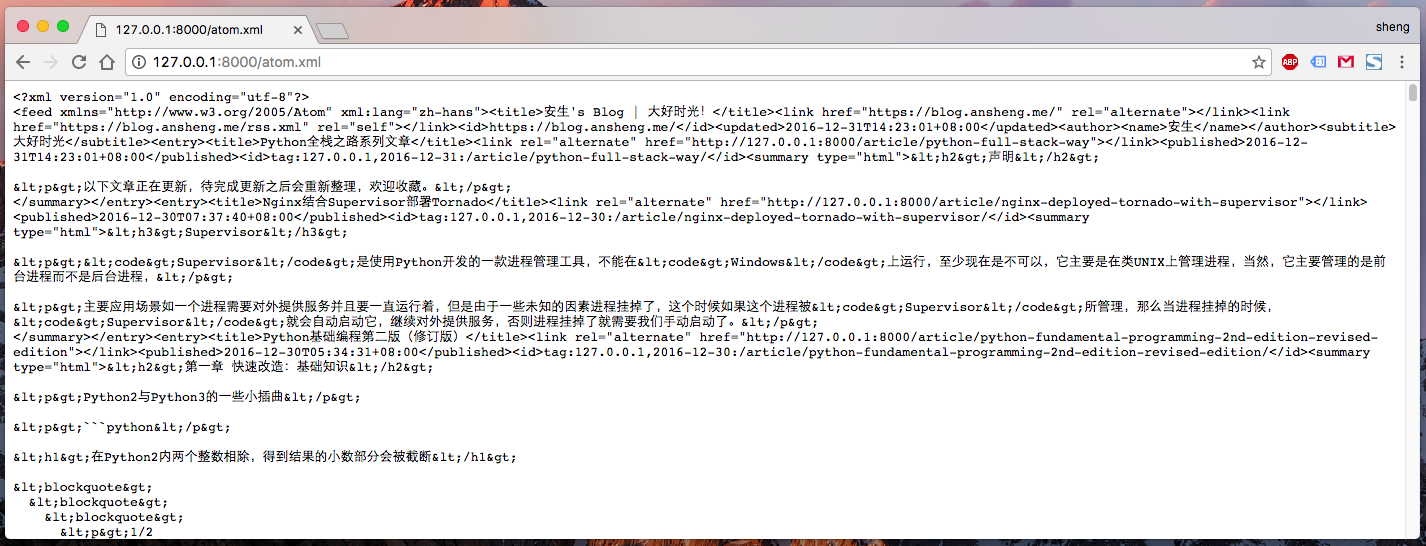 127.0.0.1:8000/atom.xml
sheng
127.0.0.1:8000/atom.xml
ABP
<?xml version="1.0" encoding="utf-8"?>
<feed xmlns="http://www.w3.org/2005/Atom" xml:lang="zh-hans"><title>安生's Blog | 大好时光! </title><link href="https://blog.ansheng.me/" rel="alternate"></link><link
href="https://blog.ansheng.me/rss.xml" rel="self"></link><id>https://blog.ansheng.me/</id><updated>2016-12-31T14:23:01+08:00</updated><author><name>安生</name></author><subtitle>
大好时光</subtitle><entry><title>Python全栈之路系列文章</title><link rel="alternate" href="http://127.0.0.1:8000/article/python-full-stack-way"></link><published>2016-12-
31T14:23:01+08:00</published><id>tag:127.0.0.1,2016-12-31:/article/python-full-stack-way/</id><summary type="html">&lt;h2&gt;声明&lt;/h2&gt;
&lt;p&gt;以下文章正在更新，待完成更新之后会重新整理，欢迎收藏。&lt;/p&gt;
</summary></entry><entry><title>Nginx结合Supervisor部署Tornado</title><link rel="alternate" href="http://127.0.0.1:8000/article/nginx-deployed-tornado-with-supervisor"></link>
<published>2016-12-30T07:37:40+08:00</published><id>tag:127.0.0.1,2016-12-30:/article/nginx-deployed-tornado-with-supervisor/</id><summary
type="html">&lt;h3&gt;Supervisor&lt;/h3&gt;
&lt;p&gt;&lt;code&gt;Supervisor&lt;/code&gt;是使用Python开发的一款进程管理工具，不能在&lt;code&gt;Windows&lt;/code&gt;上运行，至少现在是不可以，它主要是在类UNIX上管理进程，当然，它主要管理的是前
台进程而不是后台进程，&lt;/p&gt;
&lt;p&gt;主要应用场景如一个进程需要对外提供服务并且要一直运行着，但是由于一些未知的因素进程挂掉了，这个时候如果这个进程被&lt;code&gt;Supervisor&lt;/code&gt;所管理，那么当进程挂掉的时候，
&lt;code&gt;Supervisor&lt;/code&gt;就会自动启动它，继续对外提供服务，否则进程挂掉了就需要我们手动启动了。&lt;/p&gt;
</summary></entry><entry><title>Python基础编程第二版（修订版）</title><link rel="alternate" href="http://127.0.0.1:8000/article/python-fundamental-programming-2nd-edition-revised-
edition"></link><published>2016-12-30T05:34:31+08:00</published><id>tag:127.0.0.1,2016-12-30:/article/python-fundamental-programming-2nd-edition-revised-edition/</id><summary
type="html">&lt;h2&gt;第一章 快速改造：基础知识&lt;/h2&gt;
&lt;p&gt;Python2与Python3的一些小插曲&lt;/p&gt;
&lt;p&gt;```python&lt;/p&gt;
&lt;h1&gt;在Python2内两个整数相除，得到结果的小数部分会被截断&lt;/h1&gt;
&lt;blockquote&gt;
&lt;blockquote&gt;
&lt;blockquote&gt;
&lt;p&gt;1/2